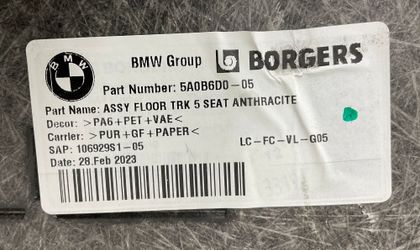 BMW
BMW Group BORGERS
Part Number: 5A0B6D0-05
Part Name: ASSY FLOOR TRK 5 SEAT ANTHRACITE
Decor: >PA6+PET+VAE<
Carrier: >PUR+GF+PAPER<
SAP: 106929S1-05 LC-FC-VL-G05
Date: 28.Feb 2023